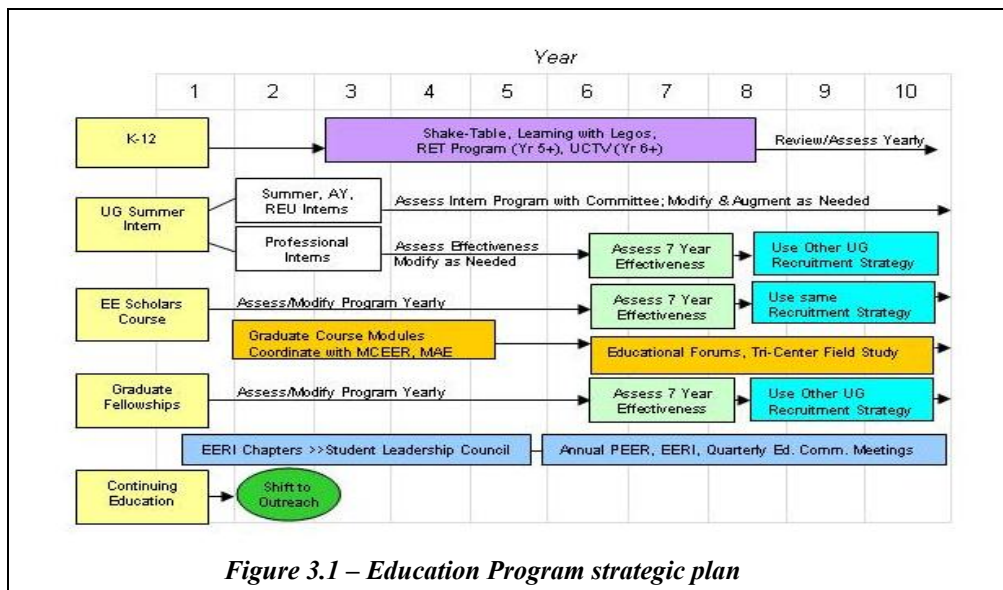 Year
1 2 3 4 5 6 7 8 9 10
K-12
Shake-Table, Learning with Legos,
RET Program (Yr 5+), UCTV (Yr 6+)
Review/Assess Yearly
UG Summer
Intern
Summer, AY,
REU Interns
Assess Intern Program with Committee; Modify & Augment as Needed
Professional
Interns
Assess Effectiveness
Modify as Needed
Assess 7 Year
Effectiveness
Use Other UG
Recruitment Strategy
EE Scholars
Course
Assess/Modify Program Yearly
Assess 7 Year
Effectiveness
Use same
Recruitment Strategy
Graduate Course Modules
Coordinate with MCEER, MAE
Educational Forums, Tri-Center Field Study
Graduate
Fellowships
Assess/Modify Program Yearly
Assess 7 Year
Effectiveness
Use Other UG
Recruitment Strategy
EERI Chapters >>Student Leadership Council
Annual PEER, EERI, Quarterly Ed. Comm. Meetings
Continuing
Education
Shift to
Outreach
Figure 3.1 – Education Program strategic plan